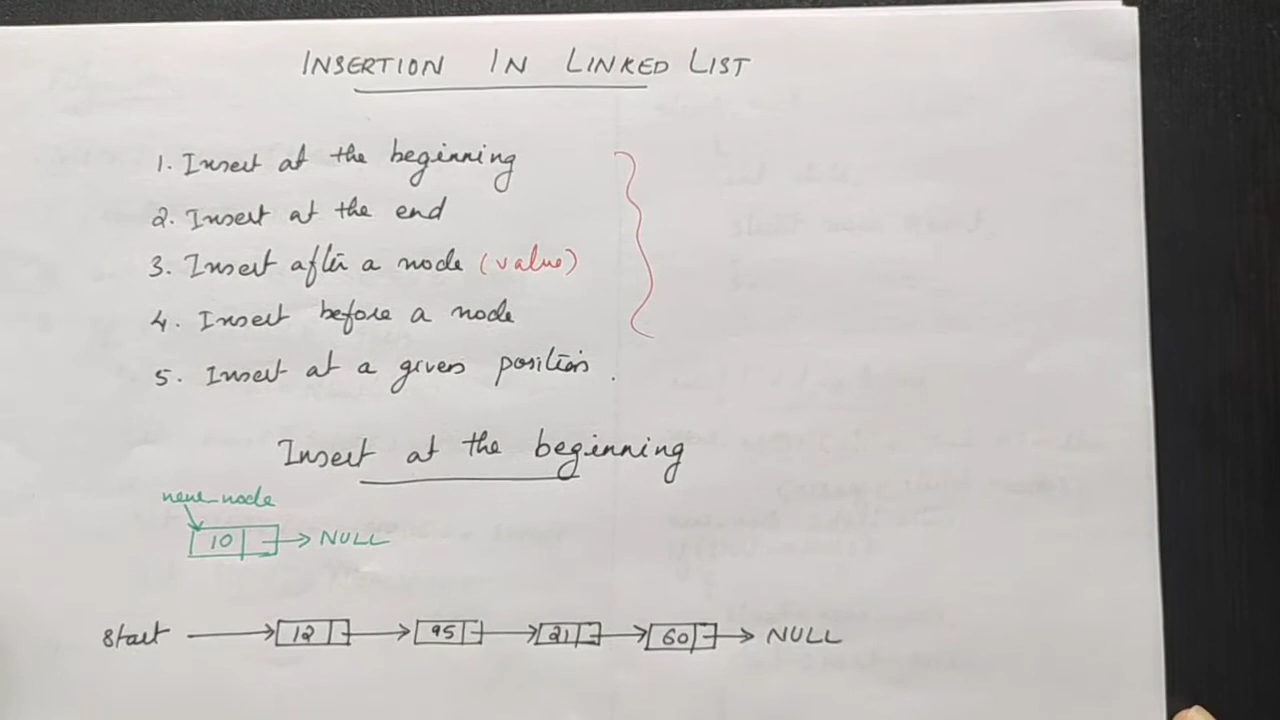 INSERTION IN LINKED LIST
1. Insert at the beginning
2. Insert at the end
3. Insert after a node (value)
4. Insert before a node
5. Insert at a given position.
Insert at the beginning
new_node
10 NULL
start 12 95 21 60 NULL